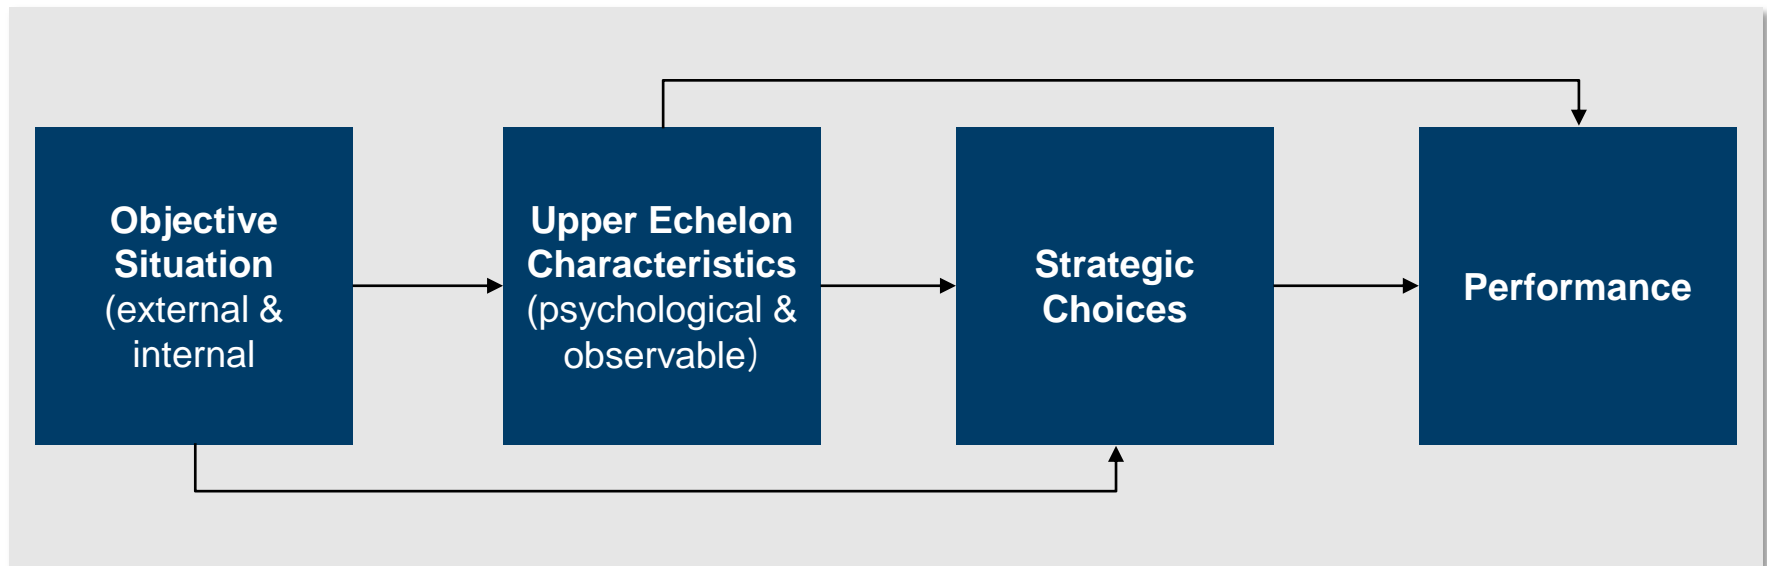 Objective
Situation
(external &
internal
Upper Echelon
Characteristics
(psychological &
observable）
Strategic
Choices
Performance